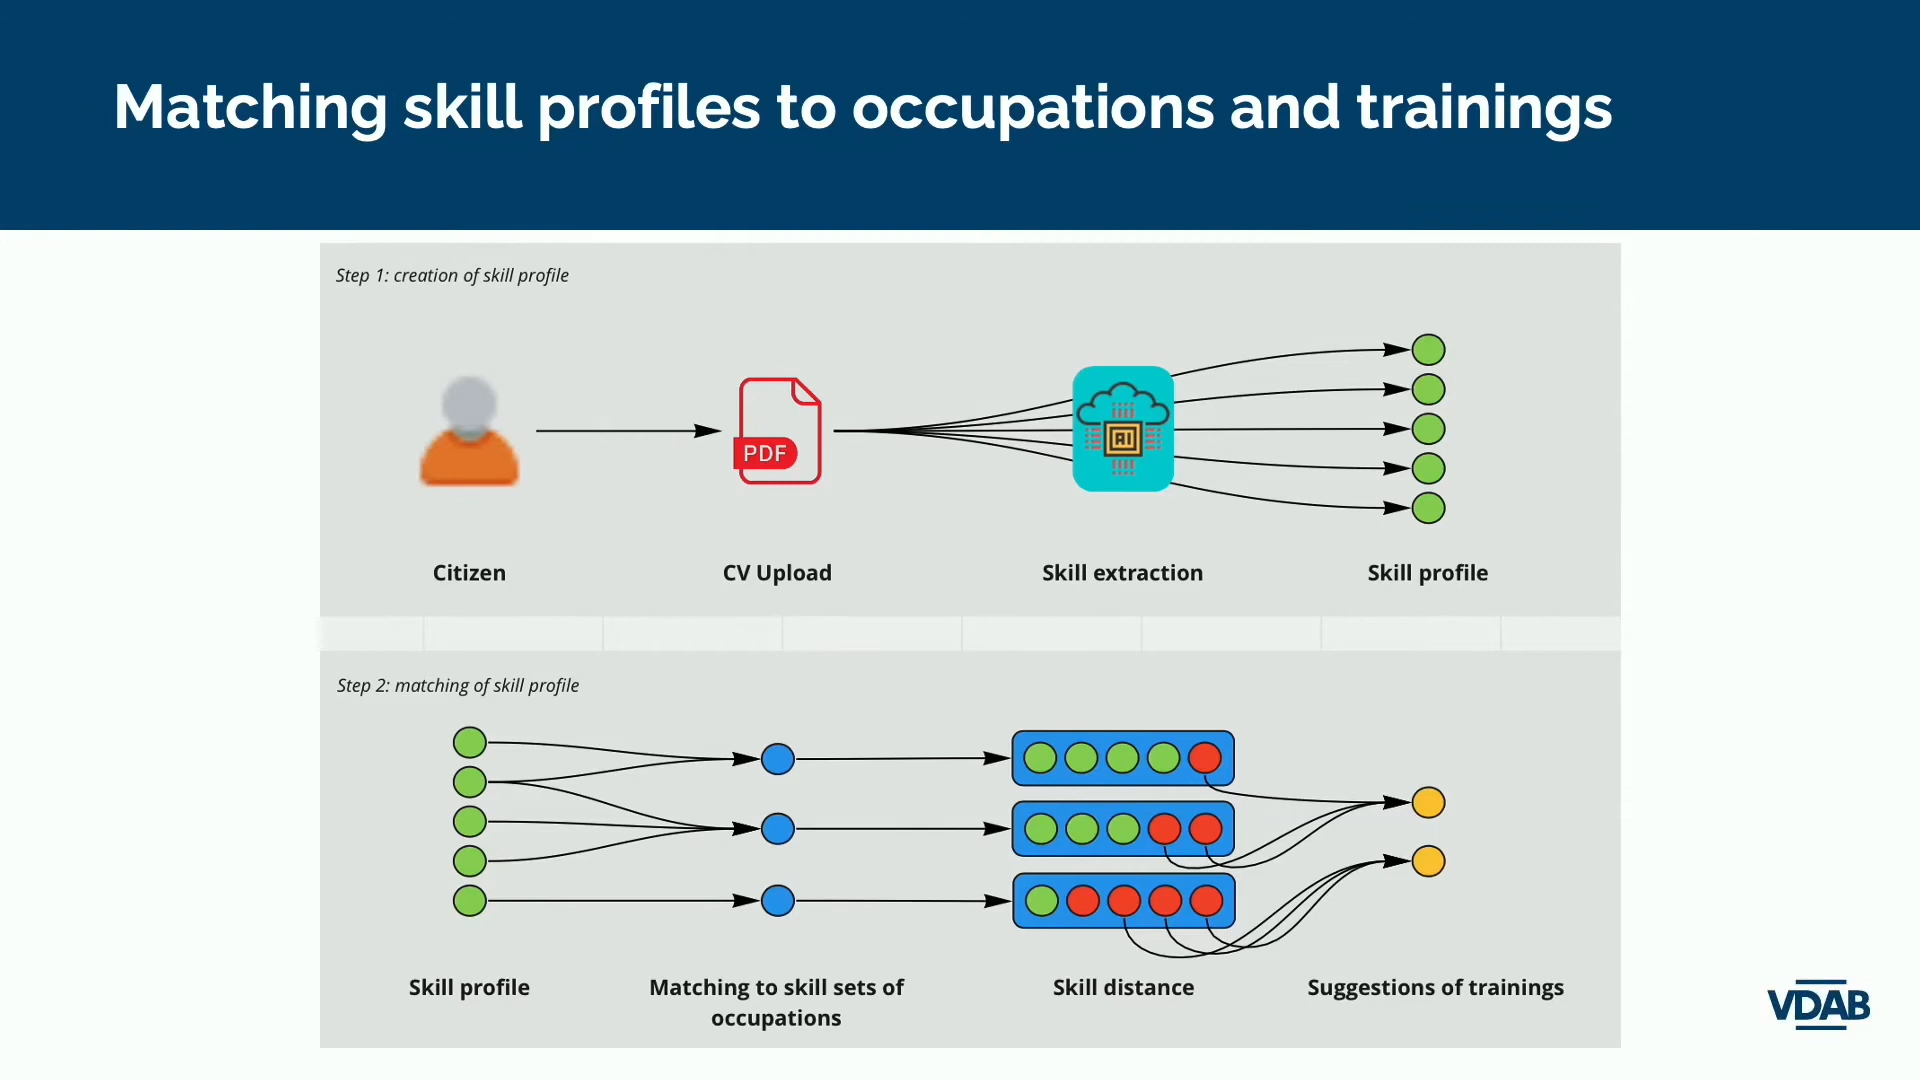 Matching skill profiles to occupations and trainings
Step 1: creation of skill profile
PDF
AI
Citizen
CV Upload
Skill extraction
Skill profile
Step 2: matching of skill profile
Skill profile
Matching to skill sets of
occupations
Skill distance
Suggestions of trainings
VDAB